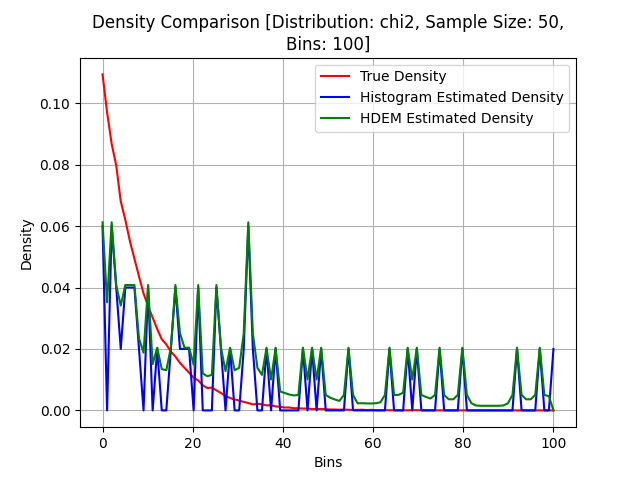 Density Comparison [Distribution: chi2, Sample Size: 50,
Bins: 100]
True Density
Histogram Estimated Density
HDEM Estimated Density
Density
0.10
0.08
0.06
0.04
0.02
0.00
0 20 40 60 80 100
Bins